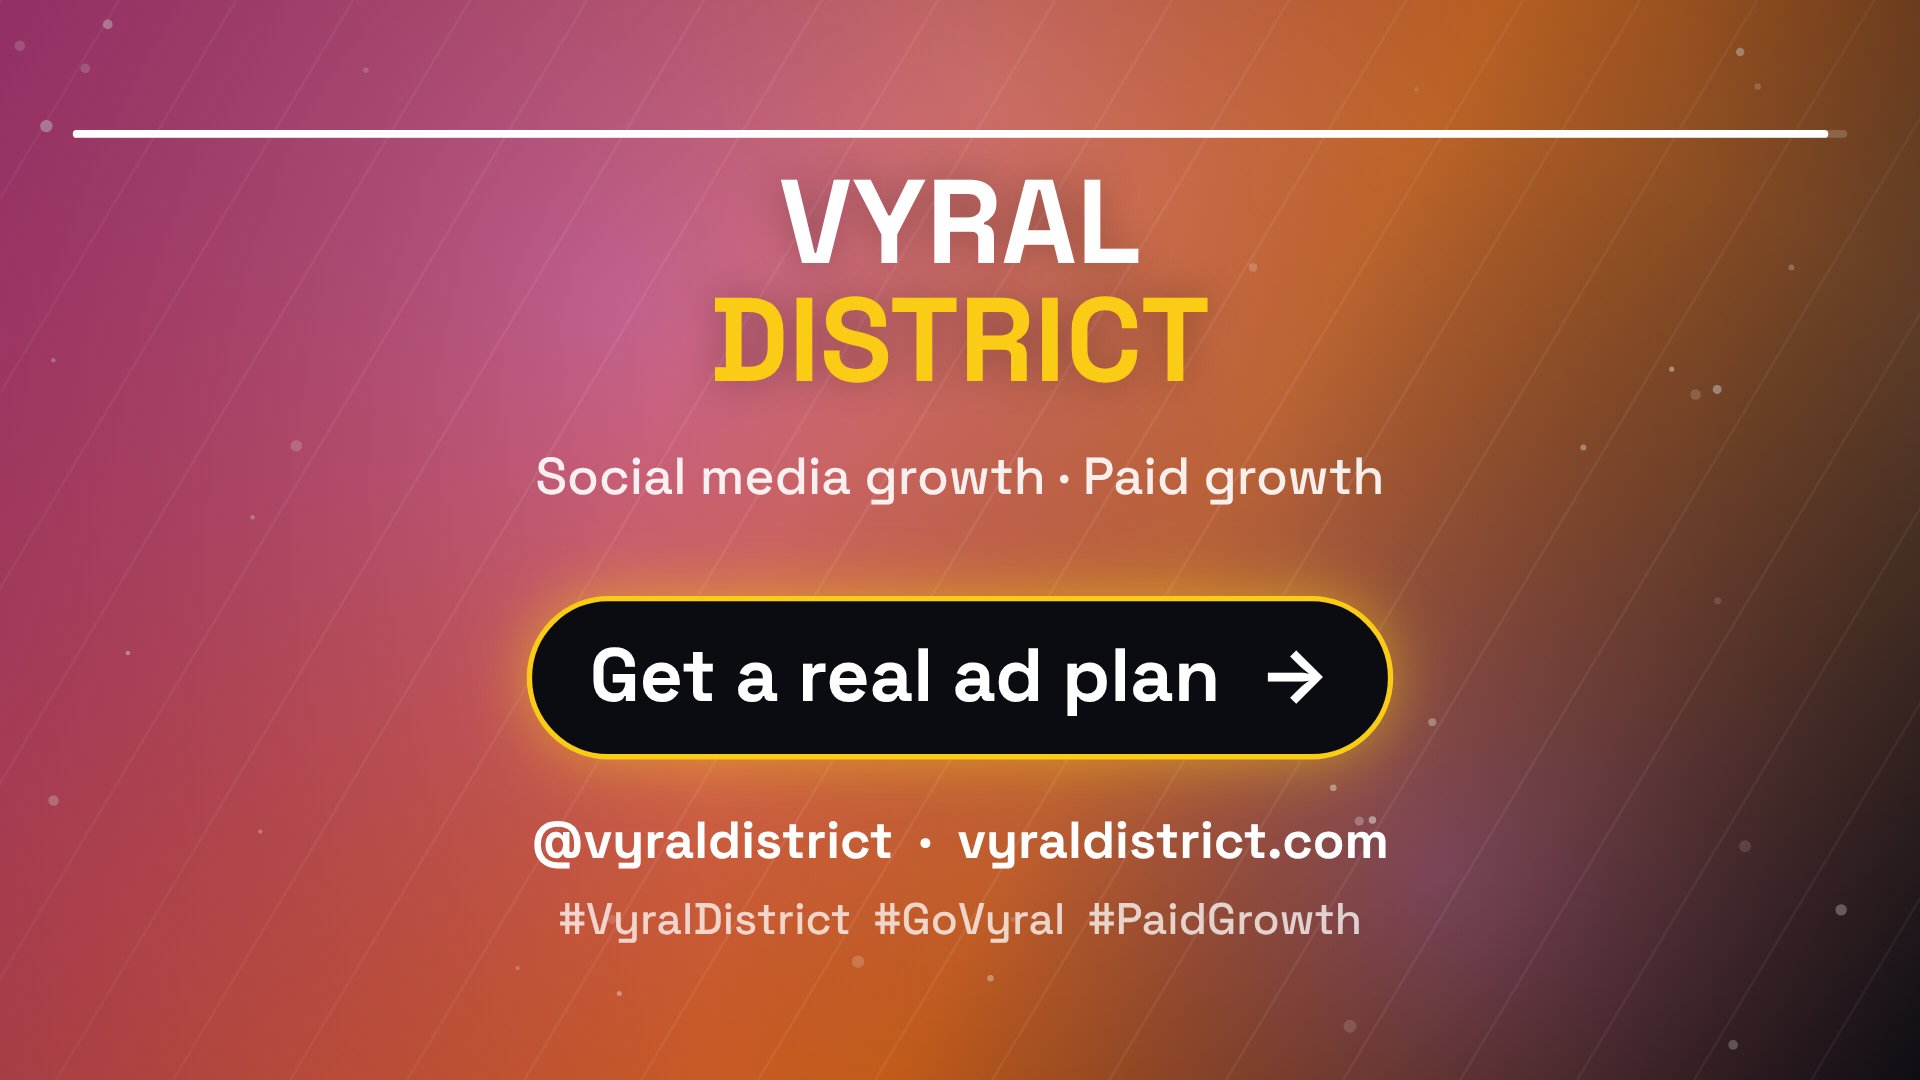 VYRAL
DISTRICT
Social media growth · Paid growth
Get a real ad plan →
@vyraldistrict · vyraldistrict.com
#VyralDistrict #GoVyral #PaidGrowth